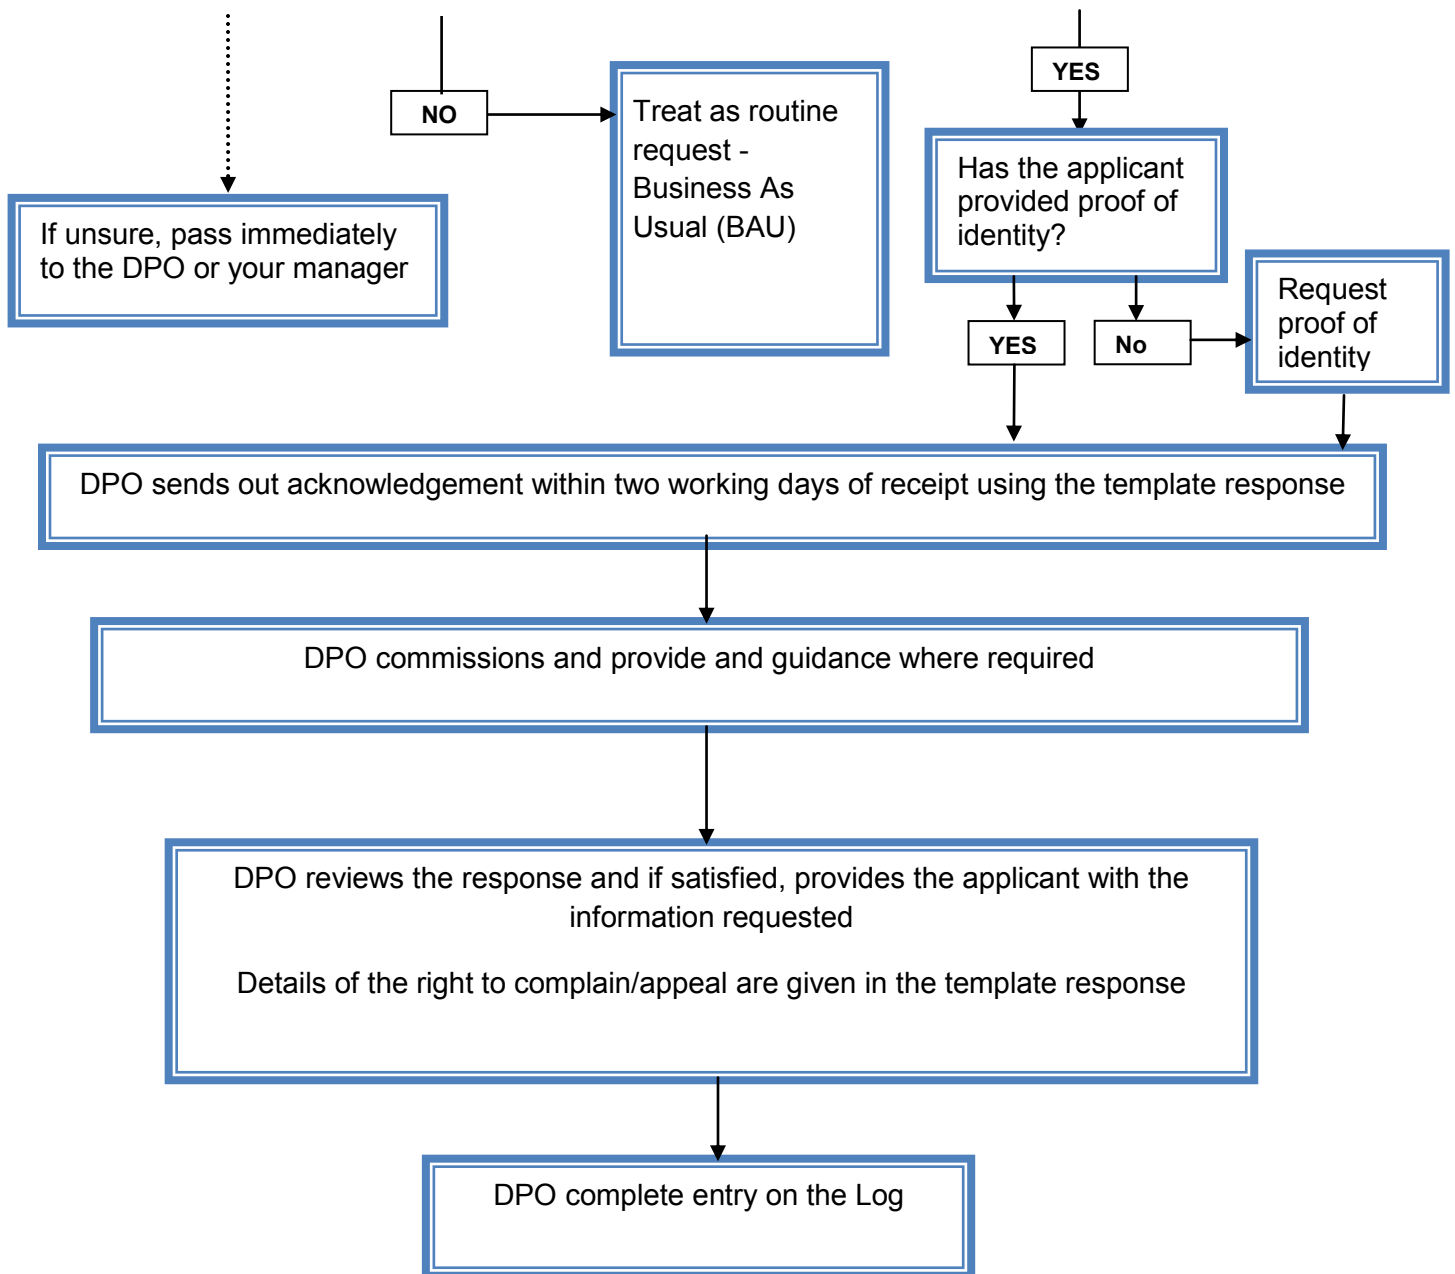 YES
NO
Treat as routine
request -
Business As
Usual (BAU)
Has the applicant
provided proof of
identity?
If unsure, pass immediately
to the DPO or your manager
Request
proof of
identity
YES
No
DPO sends out acknowledgement within two working days of receipt using the template response
DPO commissions and provide and guidance where required
DPO reviews the response and if satisfied, provides the applicant with the
information requested
Details of the right to complain/appeal are given in the template response
DPO complete entry on the Log